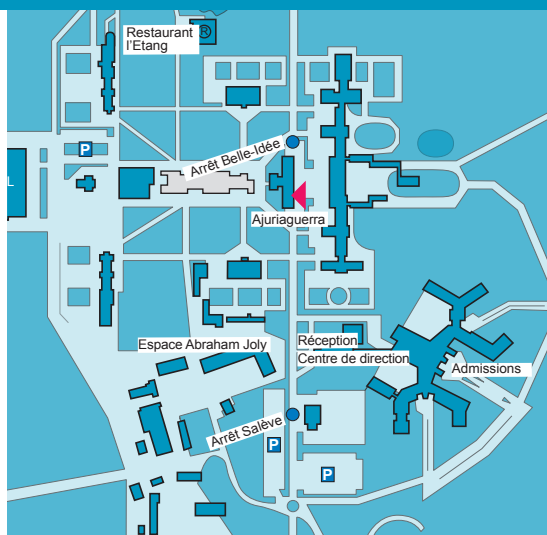 Restaurant
l'Etang
R
P
Arrêt Belle-Idée
L
Ajuriaguerra
Espace Abraham Joly
Réception
Centre de direction
Admissions
Arrêt Salève
P
P